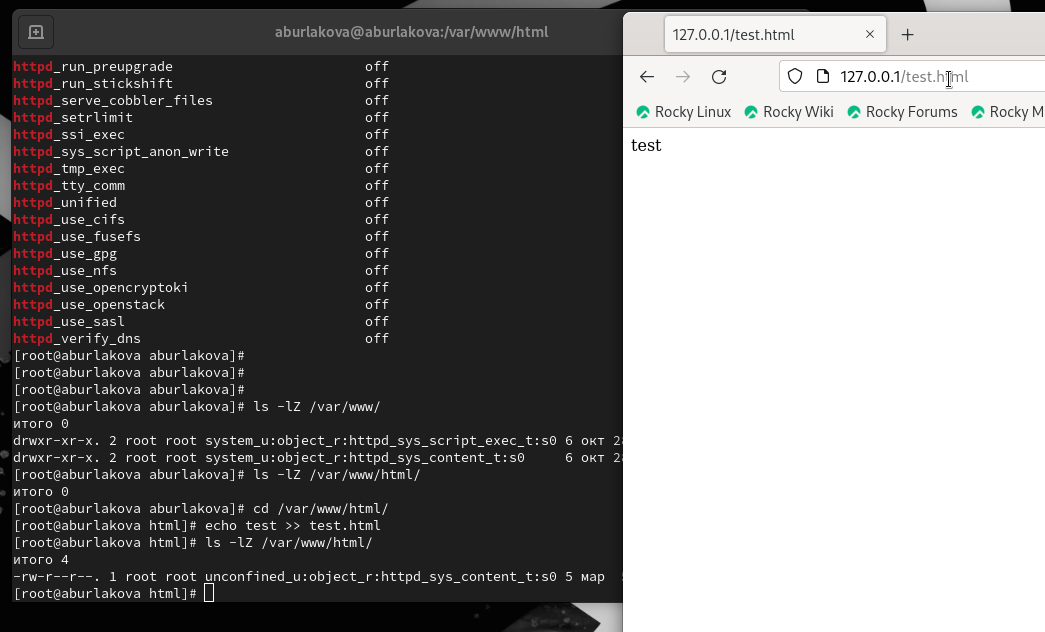 aburlakova@aburlakova:/var/www/html
httpd_run_preupgrade off
httpd_run_stickshift off
httpd_serve_cobbler_files off
httpd_setrlimit off
httpd_ssi_exec off
httpd_sys_script_anon_write off
httpd_tmp_exec off
httpd_tty_comm off
httpd_unified off
httpd_use_cifs off
httpd_use_fusefs off
httpd_use_gpg off
httpd_use_nfs off
httpd_use_opencryptoki off
httpd_use_openstack off
httpd_use_sasl off
httpd_verify_dns off
[root@aburlakova aburlakova]#
[root@aburlakova aburlakova]#
[root@aburlakova aburlakova]#
[root@aburlakova aburlakova]# ls -lZ /var/www/
итого 0
drwxr-xr-x. 2 root root system_u:object_r:httpd_sys_script_exec_t:s0 6 окт
drwxr-xr-x. 2 root root system_u:object_r:httpd_sys_content_t:s0 6 окт
[root@aburlakova aburlakova]# ls -lZ /var/www/html/
итого 0
[root@aburlakova aburlakova]# cd /var/www/html/
[root@aburlakova html]# echo test >> test.html
[root@aburlakova html]# ls -lZ /var/www/html/
итого 4
-rw-r--r--. 1 root root unconfined_u:object_r:httpd_sys_content_t:s0 5 мар
[root@aburlakova html]#
127.0.0.1/test.html
127.0.0.1/test.html
Rocky Linux Rocky Wiki Rocky Forums Rocky M
test